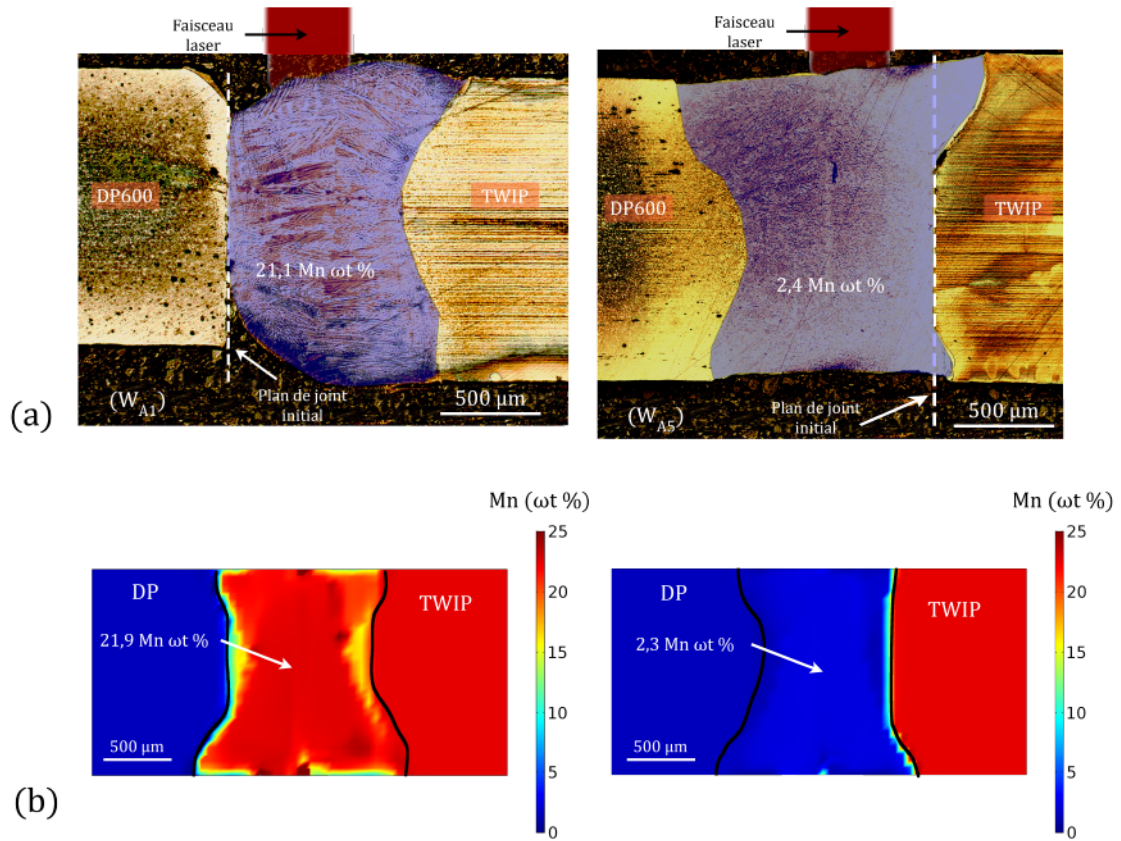 Faisceau
laser
DP600
TWIP
21,1 Mn ωt %
(W_A1)
Plan de joint
initial
500 µm
Faisceau
laser
DP600
TWIP
2,4 Mn ωt %
(W_A5)
Plan de joint
initial
500 µm
(a)
Mn (ωt %)
DP
TWIP
21,9 Mn ωt %
500 µm
25
20
15
10
5
0
Mn (ωt %)
DP
TWIP
2,3 Mn ωt %
500 µm
25
20
15
10
5
0
(b)